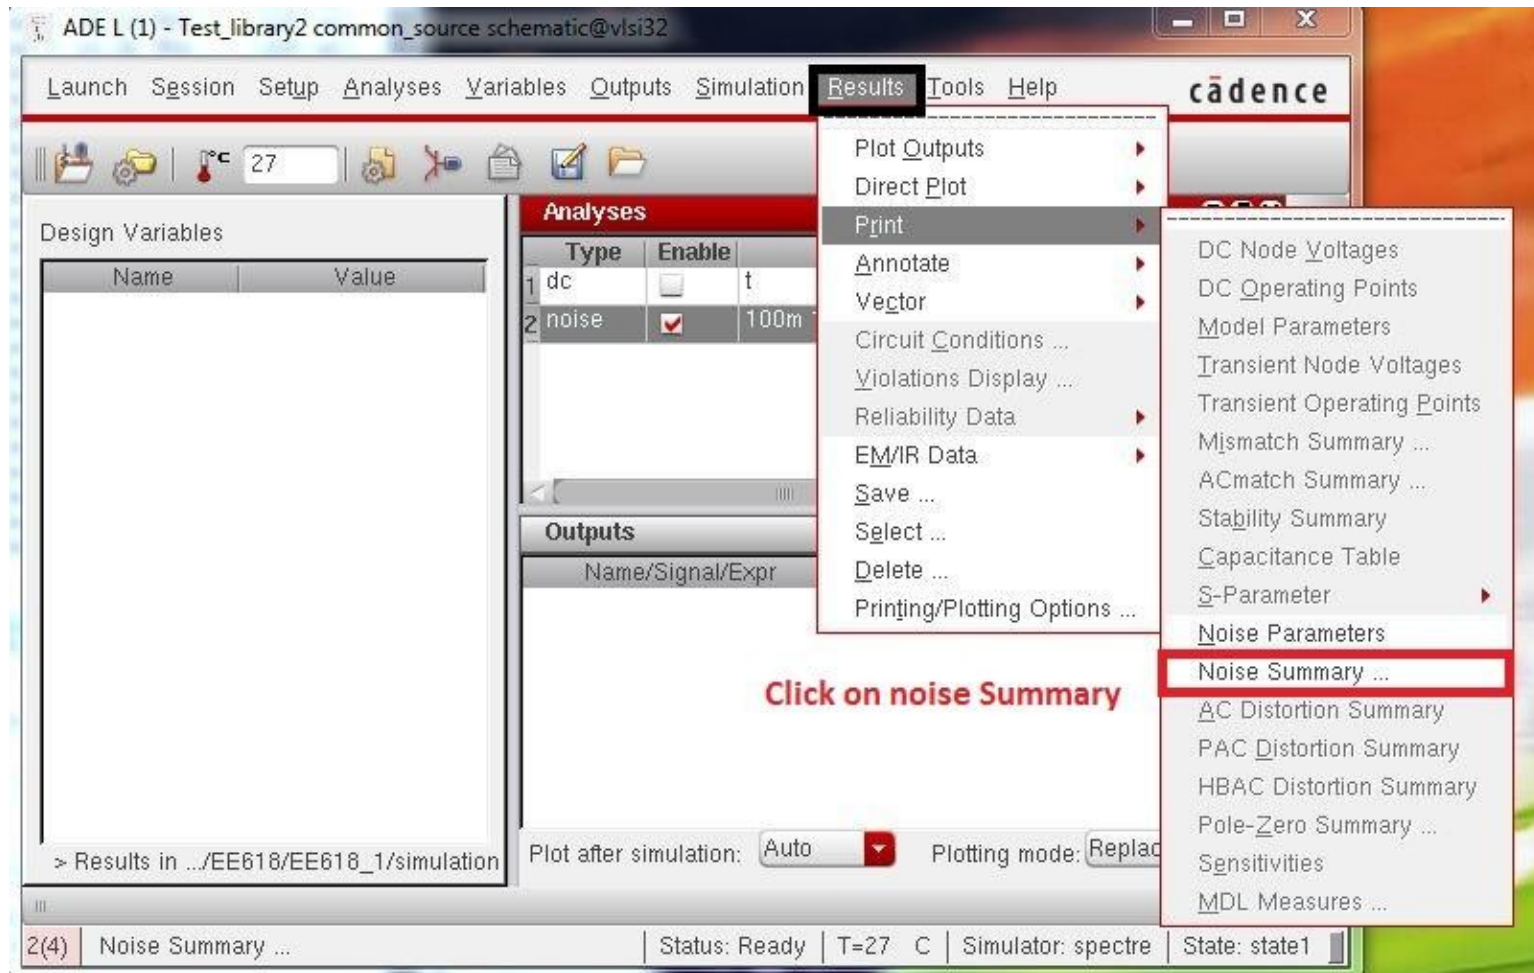 ADE L (1) - Test_library2 common_source schematic@vlsi32
Launch Session Setup Analyses Variables Outputs Simulation Results Tools Help cādence
27
Design Variables
Name Value
> Results in .../EE618/EE618_1/simulation
Analyses
Type Enable
1 dc t
2 noise 100m
Outputs
Name/Signal/Expr
Plot after simulation: Auto Plotting mode: Replac
Plot Outputs
Direct Plot
Print
Annotate
Vector
Circuit Conditions ...
Violations Display ...
Reliability Data
EM/IR Data
Save ...
Select ...
Delete ...
Printing/Plotting Options ...
DC Node Voltages
DC Operating Points
Model Parameters
Transient Node Voltages
Transient Operating Points
Mismatch Summary ...
ACmatch Summary ...
Stability Summary
Capacitance Table
S-Parameter
Noise Parameters
Noise Summary ...
AC Distortion Summary
PAC Distortion Summary
HBAC Distortion Summary
Pole-Zero Summary ...
Sensitivities
MDL Measures ...
Click on noise Summary
2(4) Noise Summary ... Status: Ready T=27 C Simulator: spectre State: state1